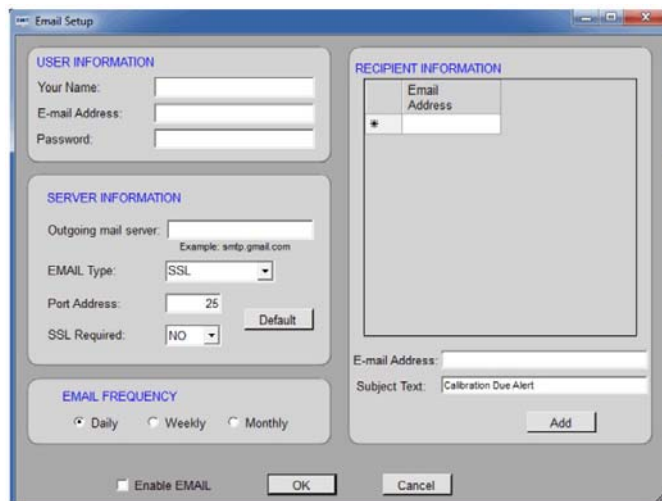 Email Setup
USER INFORMATION
Your Name:
E-mail Address:
Password:
SERVER INFORMATION
Outgoing mail server:
Example: smtp.gmail.com
EMAIL Type: SSL
Port Address: 25
Default
SSL Required: NO
EMAIL FREQUENCY
Daily Weekly Monthly
RECIPIENT INFORMATION
Email
Address
*
E-mail Address:
Subject Text: Calibration Due Alert
Add
Enable EMAIL OK Cancel